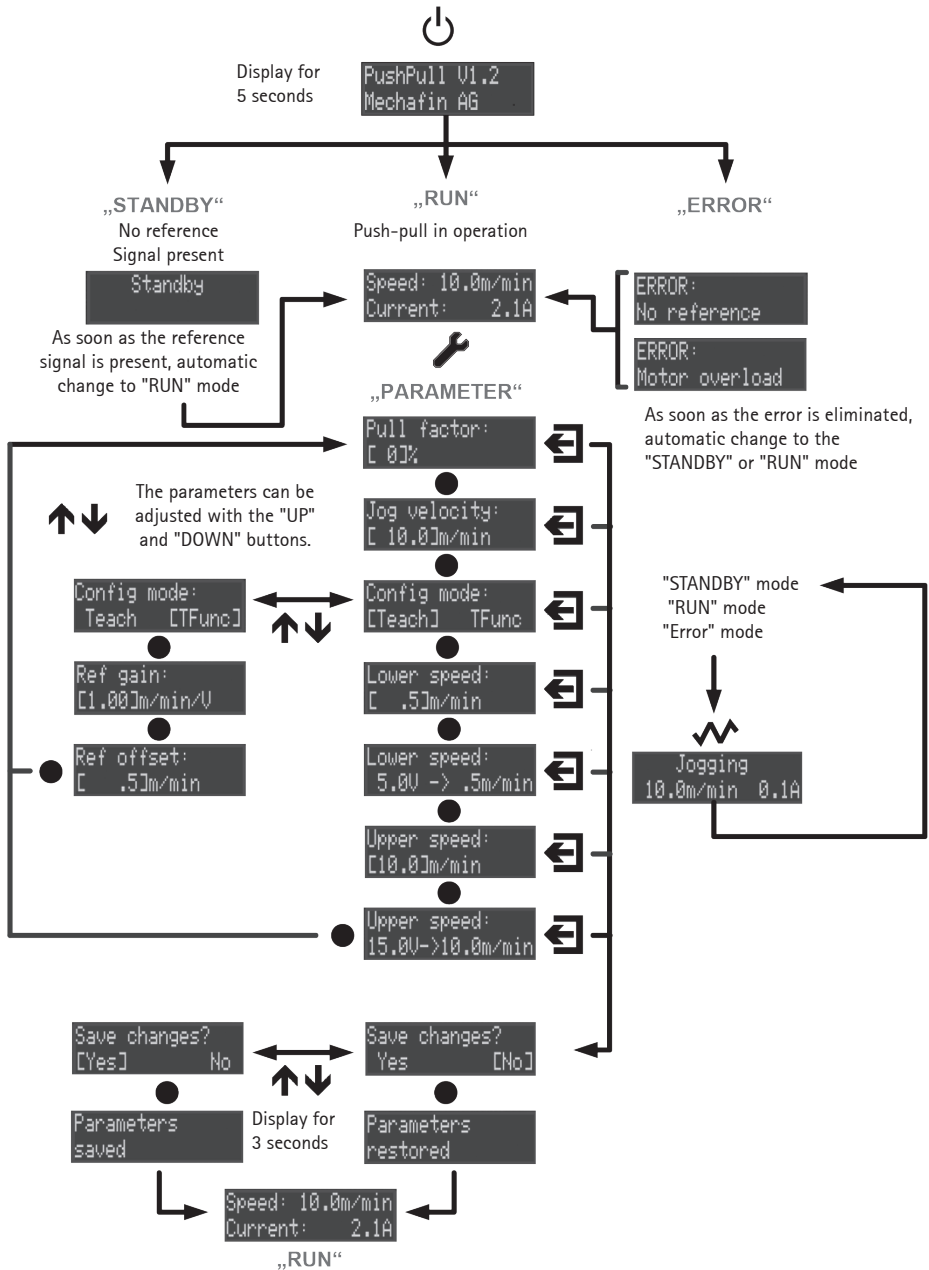 Display for
5 seconds
PushPull V1.2
Mechafin AG
„STANDBY“
No reference
Signal present
Standby
As soon as the reference
signal is present, automatic
change to "RUN" mode
„RUN“
Push-pull in operation
Speed: 10.0m/min
Current: 2.1A
„ERROR“
ERROR:
No reference
ERROR:
Motor overload
As soon as the error is eliminated,
automatic change to the
"STANDBY" or "RUN" mode
„PARAMETER“
Pull factor:
[ 0]%
The parameters can be
adjusted with the "UP"
and "DOWN" buttons.
Jog velocity:
[ 10.0]m/min
Config mode:
Teach [TFunc]
Config mode:
[Teach] TFunc
Ref gain:
[1.00]m/min/V
Ref offset:
[ .5]m/min
Lower speed:
[ .5]m/min
Lower speed:
5.0V -> .5m/min
Upper speed:
[10.0]m/min
Upper speed:
15.0V->10.0m/min
"STANDBY" mode
"RUN" mode
"Error" mode
Jogging
10.0m/min 0.1A
Save changes?
[Yes] No
Save changes?
Yes [No]
Parameters
saved
Display for
3 seconds
Parameters
restored
Speed: 10.0m/min
Current: 2.1A
„RUN“